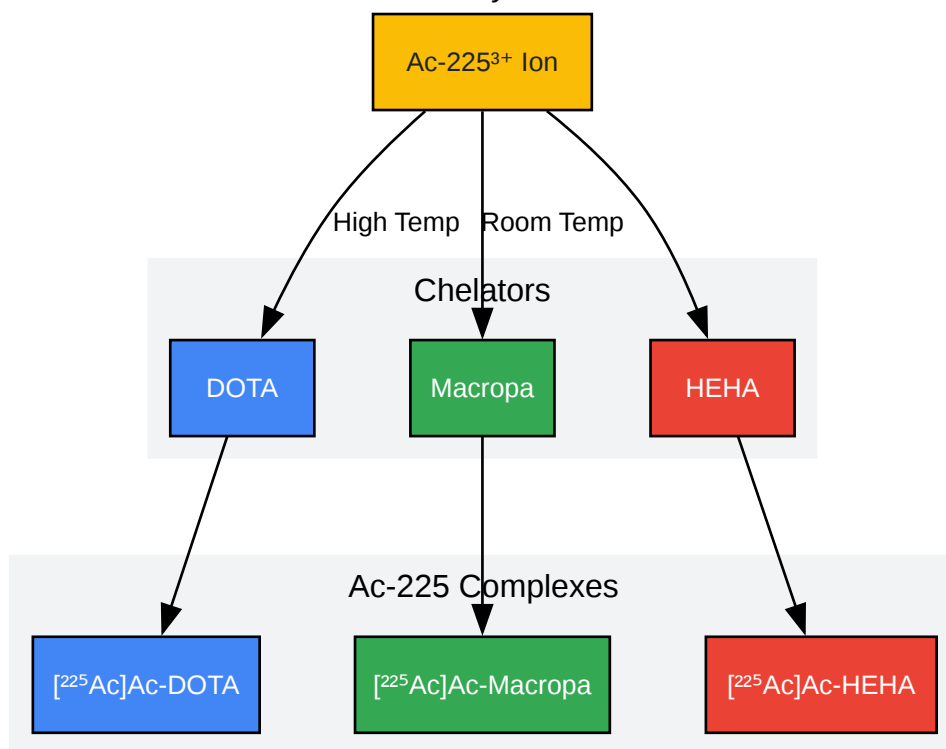 Ac-225³⁺ Ion
High Temp
Room Temp
Chelators
DOTA
Macropa
HEHA
Ac-225 Complexes
[²²⁵Ac]Ac-DOTA
[²²⁵Ac]Ac-Macropa
[²²⁵Ac]Ac-HEHA